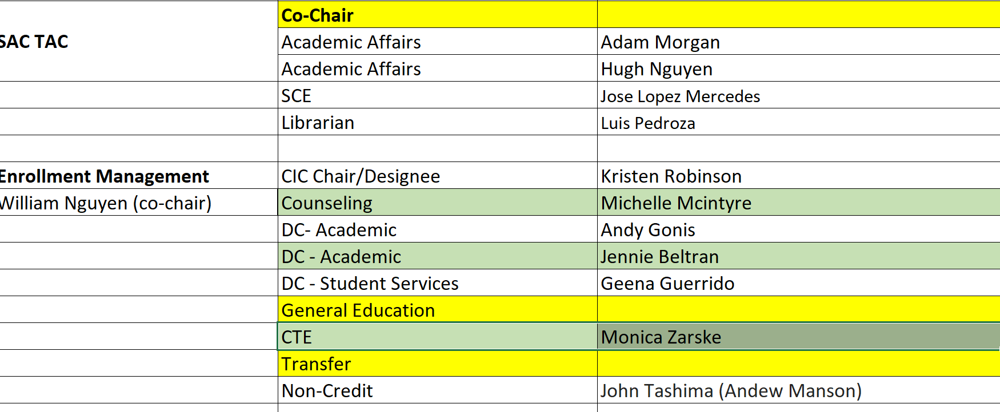 Co-Chair
SAC TAC
Academic Affairs Adam Morgan
Academic Affairs Hugh Nguyen
SCE Jose Lopez Mercedes
Librarian Luis Pedroza
Enrollment Management CIC Chair/Designee Kristen Robinson
William Nguyen (co-chair) Counseling Michelle Mcintyre
DC- Academic Andy Gonis
DC - Academic Jennie Beltran
DC - Student Services Geena Guerrido
General Education
CTE Monica Zarske
Transfer
Non-Credit John Tashima (Andew Manson)